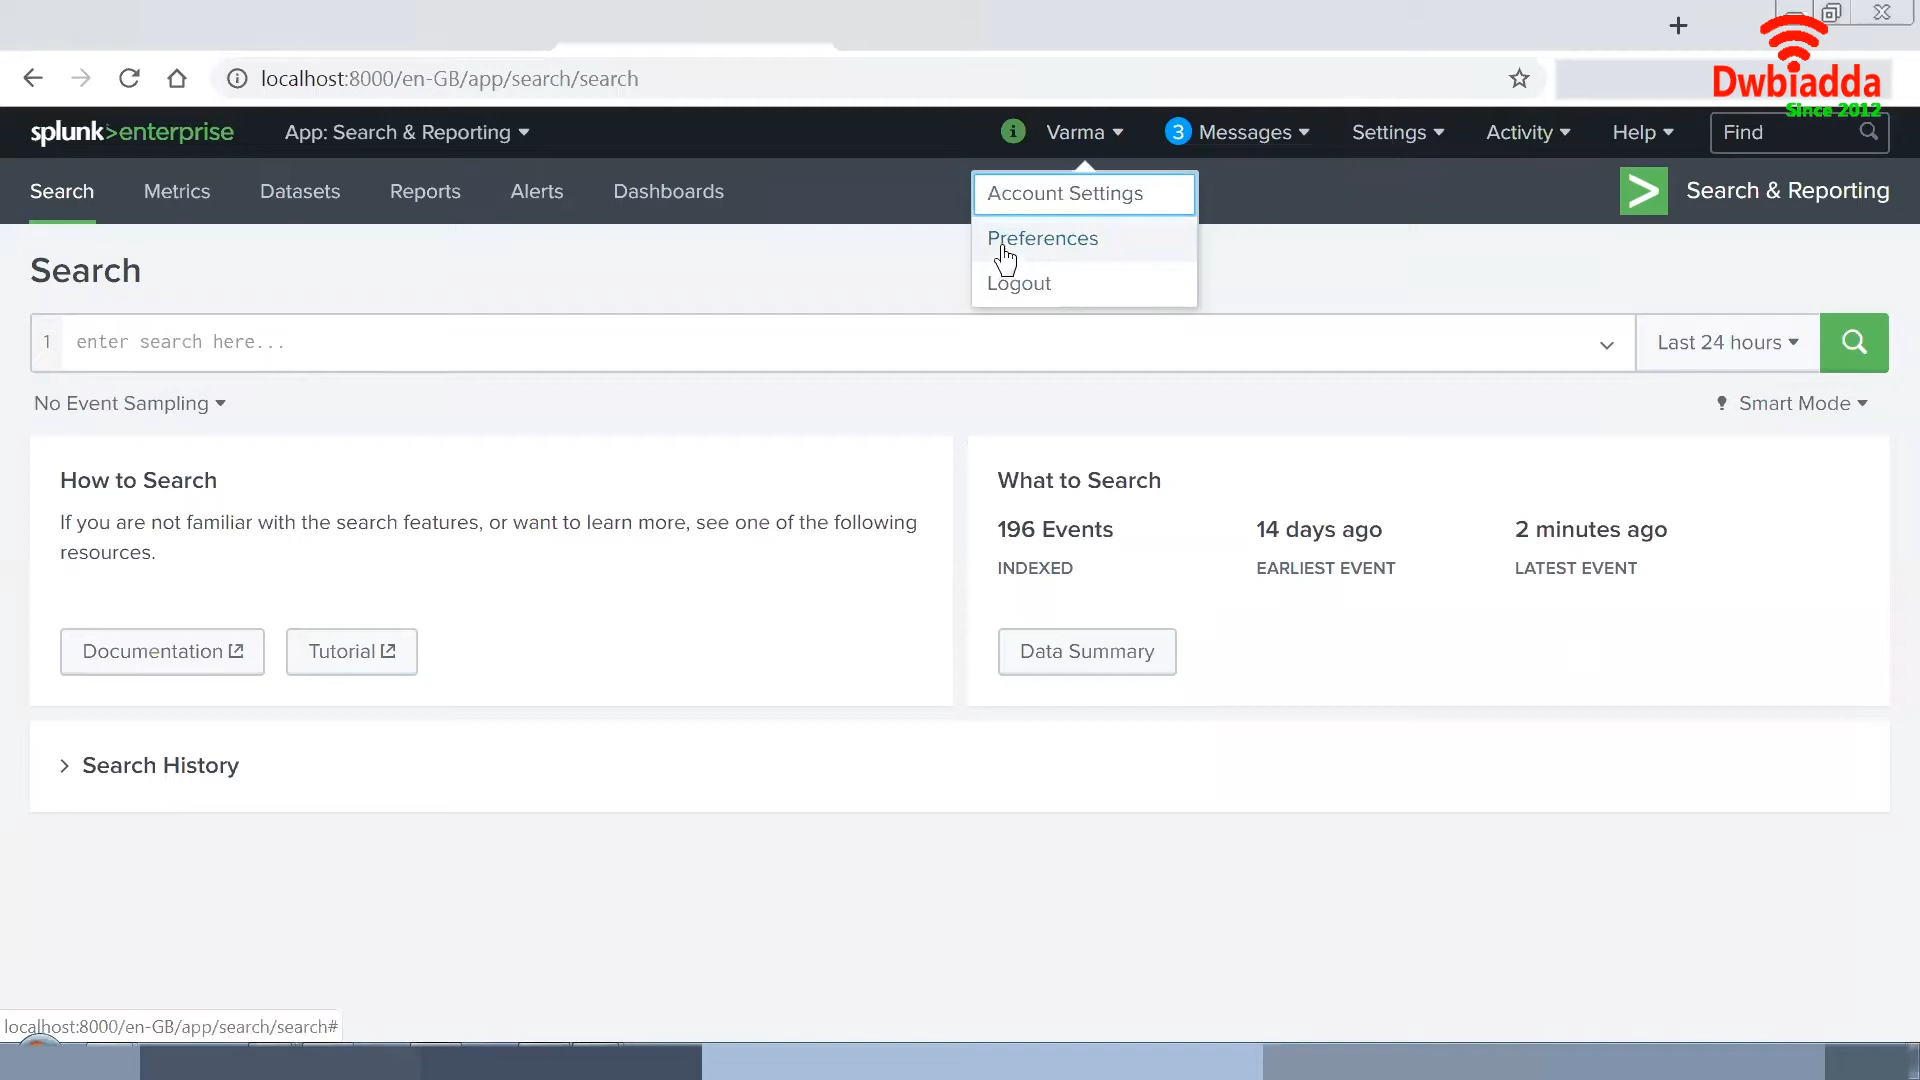 localhost:8000/en-GB/app/search/search
Dwbiadda
Since 2012
splunk>enterprise
App: Search & Reporting
i
Varma
3 Messages
Settings
Activity
Help
Find
Search
Metrics
Datasets
Reports
Alerts
Dashboards
Search & Reporting
Account Settings
Preferences
Logout
Search
1 enter search here...
Last 24 hours
No Event Sampling
Smart Mode
How to Search
If you are not familiar with the search features, or want to learn more, see one of the following
resources.
Documentation
Tutorial
What to Search
196 Events
INDEXED
14 days ago
EARLIEST EVENT
2 minutes ago
LATEST EVENT
Data Summary
Search History
localhost:8000/en-GB/app/search/search#